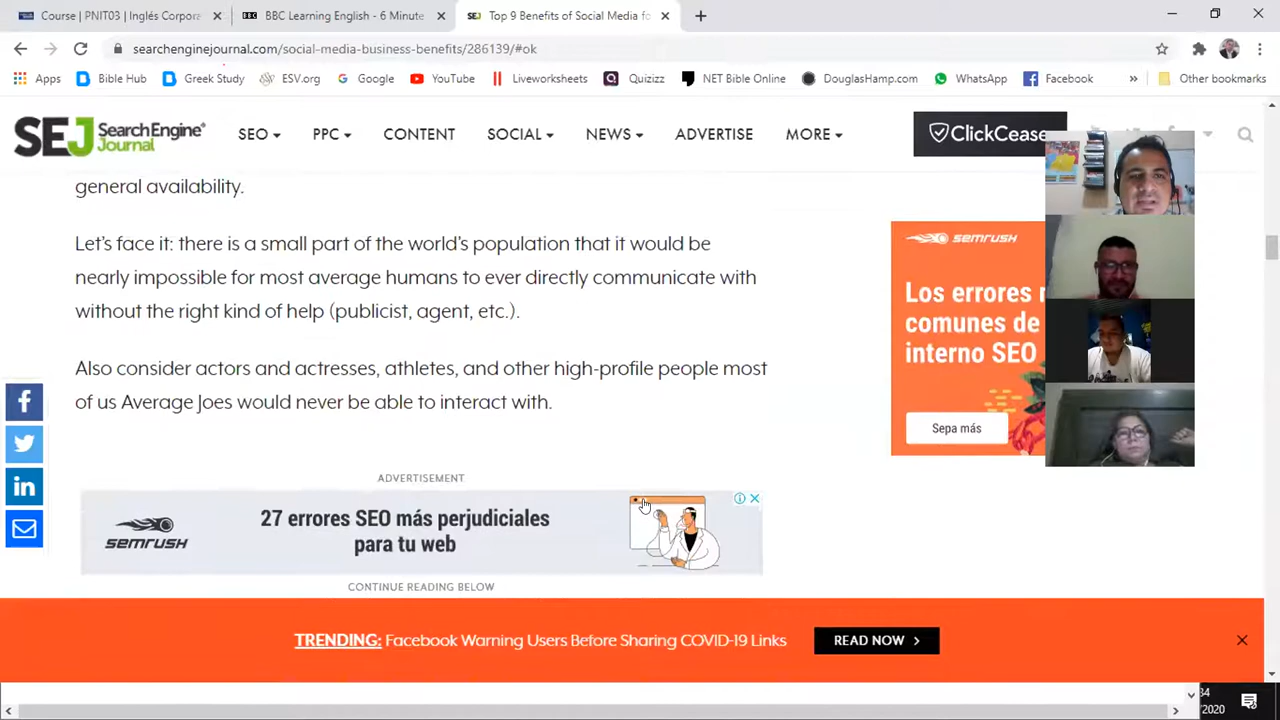 Course | PNIT03 | Inglés Corpora
BBC Learning English - 6 Minute
SEJ Top 9 Benefits of Social Media fo
searchenginejournal.com/social-media-business-benefits/286139/#ok
Apps Bible Hub Greek Study ESV.org Google YouTube Liveworksheets Quizizz NET Bible Online DouglasHamp.com WhatsApp Facebook » Other bookmarks
SEJ Search Engine Journal
SEO PPC CONTENT SOCIAL NEWS ADVERTISE MORE
ClickCease
general availability.
Let's face it: there is a small part of the world's population that it would be
nearly impossible for most average humans to ever directly communicate with
without the right kind of help (publicist, agent, etc.).
Also consider actors and actresses, athletes, and other high-profile people most
of us Average Joes would never be able to interact with.
semrush
Los errores
comunes de
interno SEO
Sepa más
ADVERTISEMENT
semrush
27 errores SEO más perjudiciales
para tu web
CONTINUE READING BELOW
TRENDING: Facebook Warning Users Before Sharing COVID-19 Links
READ NOW >
34
/2020